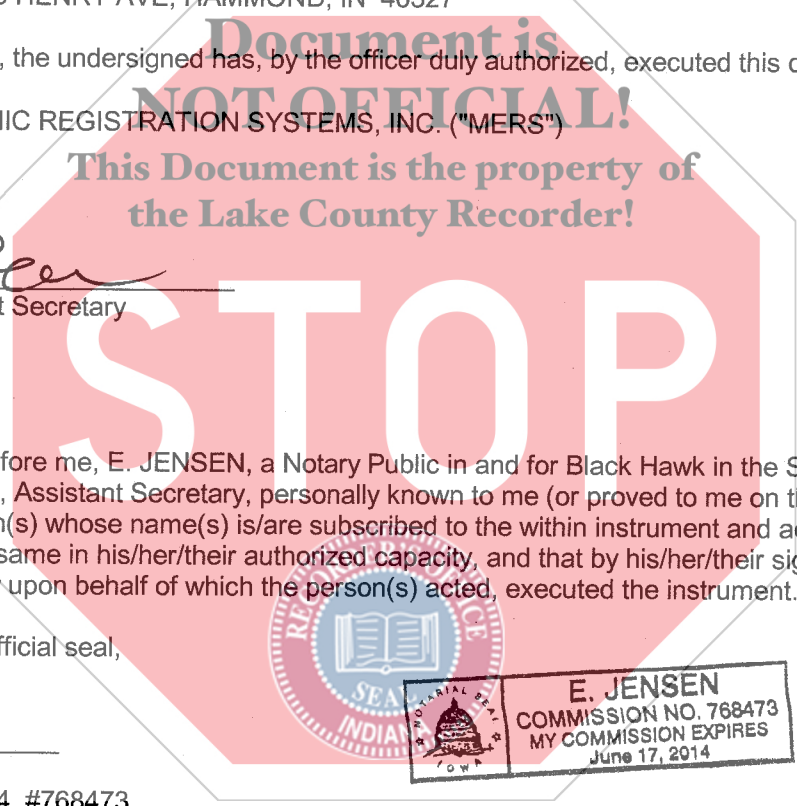 HENRY AVE, HAMMOND, IN 46327
Document is
, the undersigned has, by the officer duly authorized, executed this
NOT OFFICIAL!
NIC REGISTRATION SYSTEMS, INC. ("MERS")
This Document is the property of
the Lake County Recorder!
t Secretary
STOP
fore me, E. JENSEN, a Notary Public in and for Black Hawk in the S
, Assistant Secretary, personally known to me (or proved to me on t
n(s) whose name(s) is/are subscribed to the within instrument and a
same in his/her/their authorized capacity, and that by his/her/their sig
upon behalf of which the person(s) acted, executed the instrument.
RECORDER'S OFFICE
fficial seal,
SEAL
INDIANA
NOTARIAL SEAL
IOWA
E. JENSEN
COMMISSION NO. 768473
MY COMMISSION EXPIRES
June 17, 2014
4 #768473